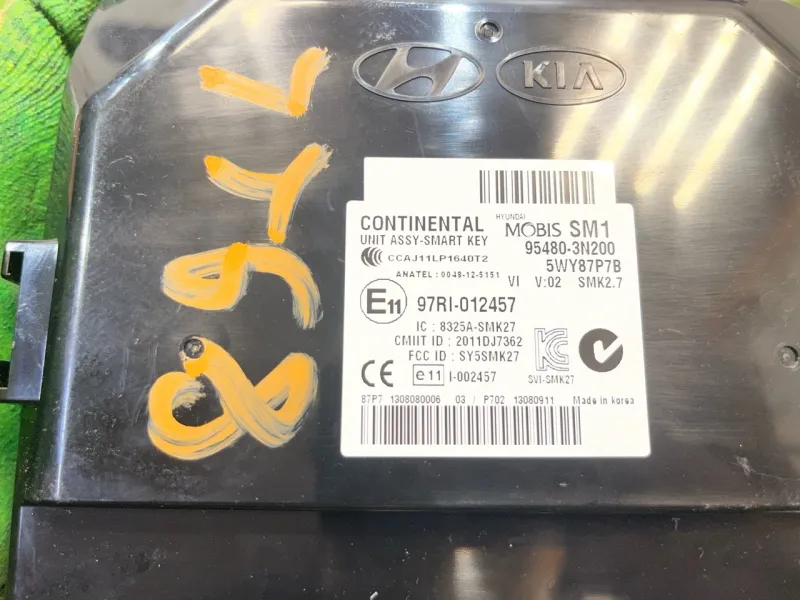 KIA
HYUNDAI
CONTINENTAL MOBIS SM1
UNIT ASSY-SMART KEY 95480-3N200
CCAJ11LP1640T2 5WY87P7B
ANATEL : 0048-12-5151 VI V:02 SMK2.7
E11 97RI-012457
IC : 8325A-SMK27
CMIIT ID : 2011DJ7362
FCC ID : SY5SMK27
CE e11 I-002457 SVI-SMK27
87P7 1308080006 03 / P702 13080911 Made in korea